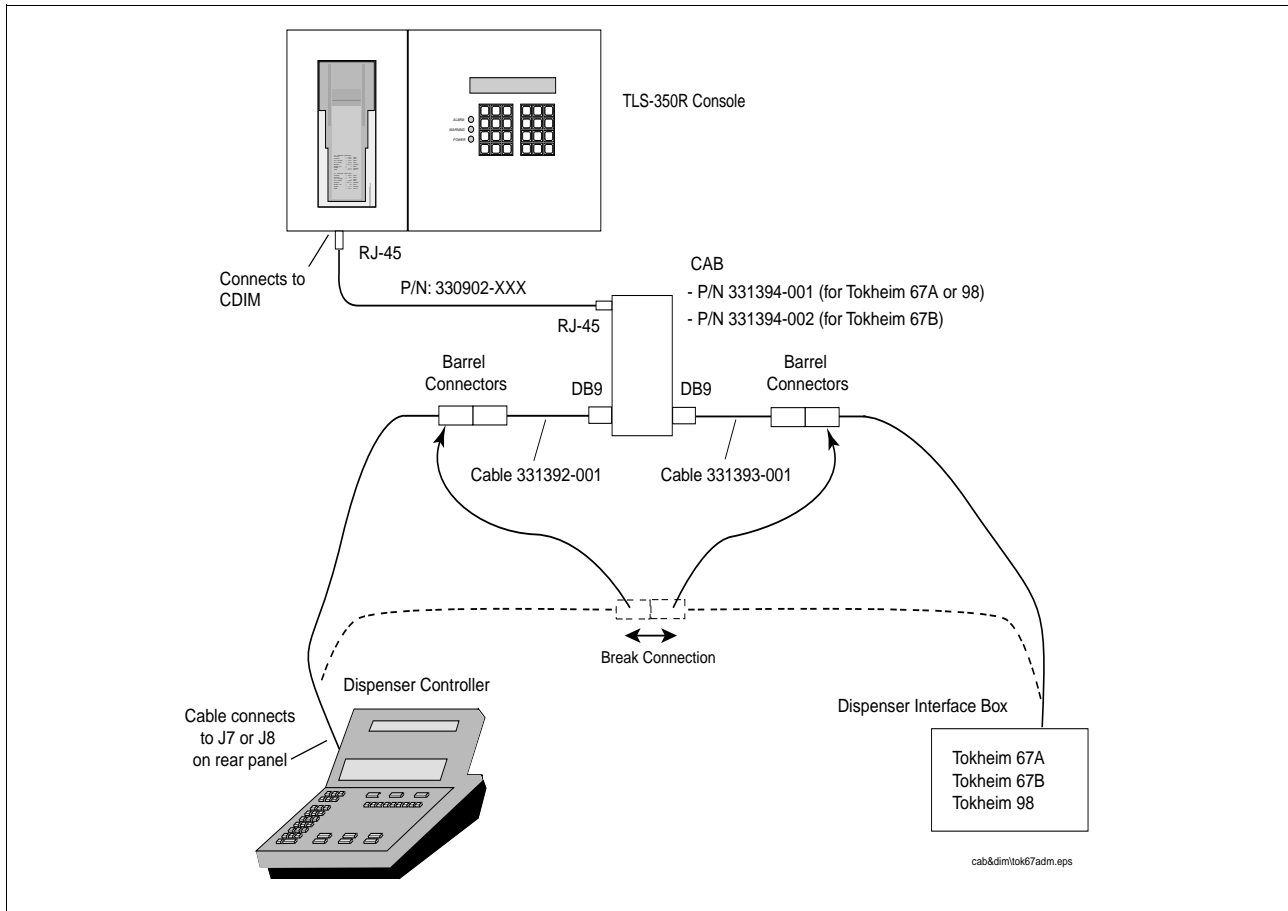 TLS-350R Console
ALARM
WARNING
POWER
RJ-45
Connects to
CDIM
P/N: 330902-XXX
RJ-45
CAB
- P/N 331394-001 (for Tokheim 67A or 98)
- P/N 331394-002 (for Tokheim 67B)
Barrel
Connectors
DB9
DB9
Barrel
Connectors
Cable 331392-001
Cable 331393-001
Break Connection
Dispenser Controller
Cable connects
to J7 or J8
on rear panel
Dispenser Interface Box
Tokheim 67A
Tokheim 67B
Tokheim 98
cab&dim\tok67adm.eps